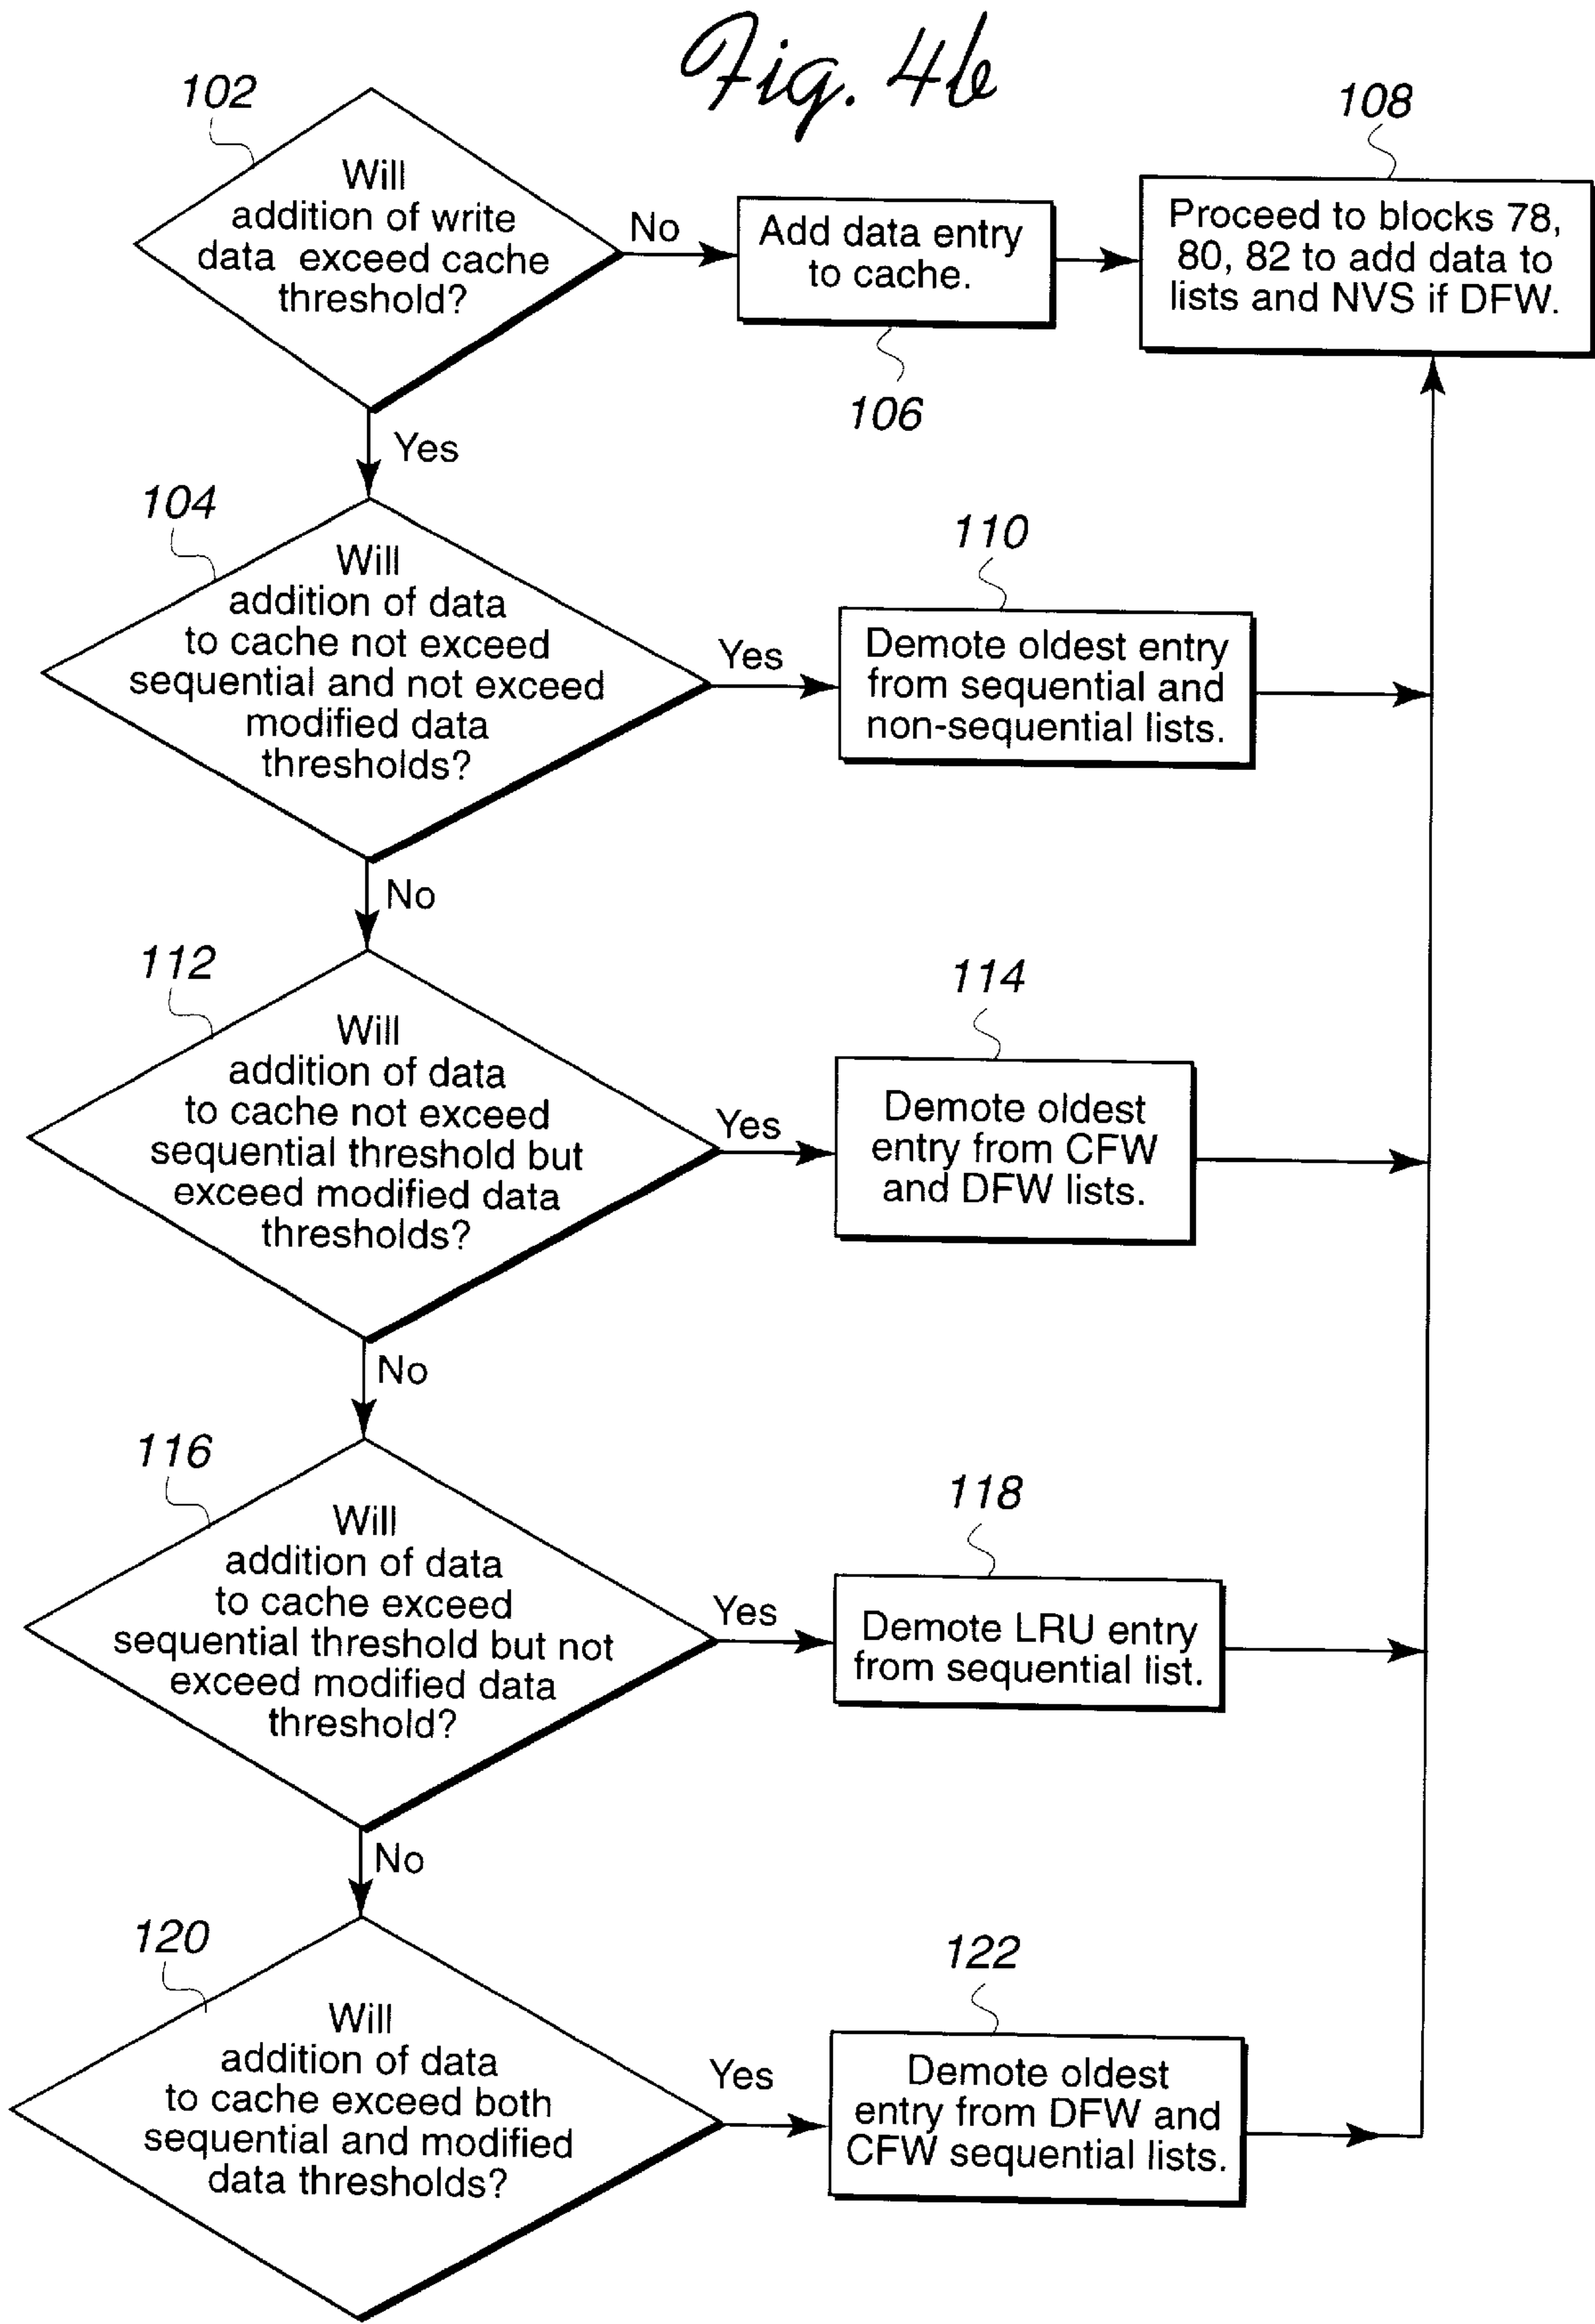 Fig. 4b
102
Will
addition of write
data exceed cache
threshold?
No
Add data entry
to cache.
106
108
Proceed to blocks 78,
80, 82 to add data to
lists and NVS if DFW.
Yes
104
Will
addition of data
to cache not exceed
sequential and not exceed
modified data
thresholds?
Yes
110
Demote oldest entry
from sequential and
non-sequential lists.
No
112
Will
addition of data
to cache not exceed
sequential threshold but
exceed modified data
thresholds?
Yes
114
Demote oldest
entry from CFW
and DFW lists.
No
116
Will
addition of data
to cache exceed
sequential threshold but not
exceed modified data
threshold?
Yes
118
Demote LRU entry
from sequential list.
No
120
Will
addition of data
to cache exceed both
sequential and modified
data thresholds?
Yes
122
Demote oldest
entry from DFW and
CFW sequential lists.